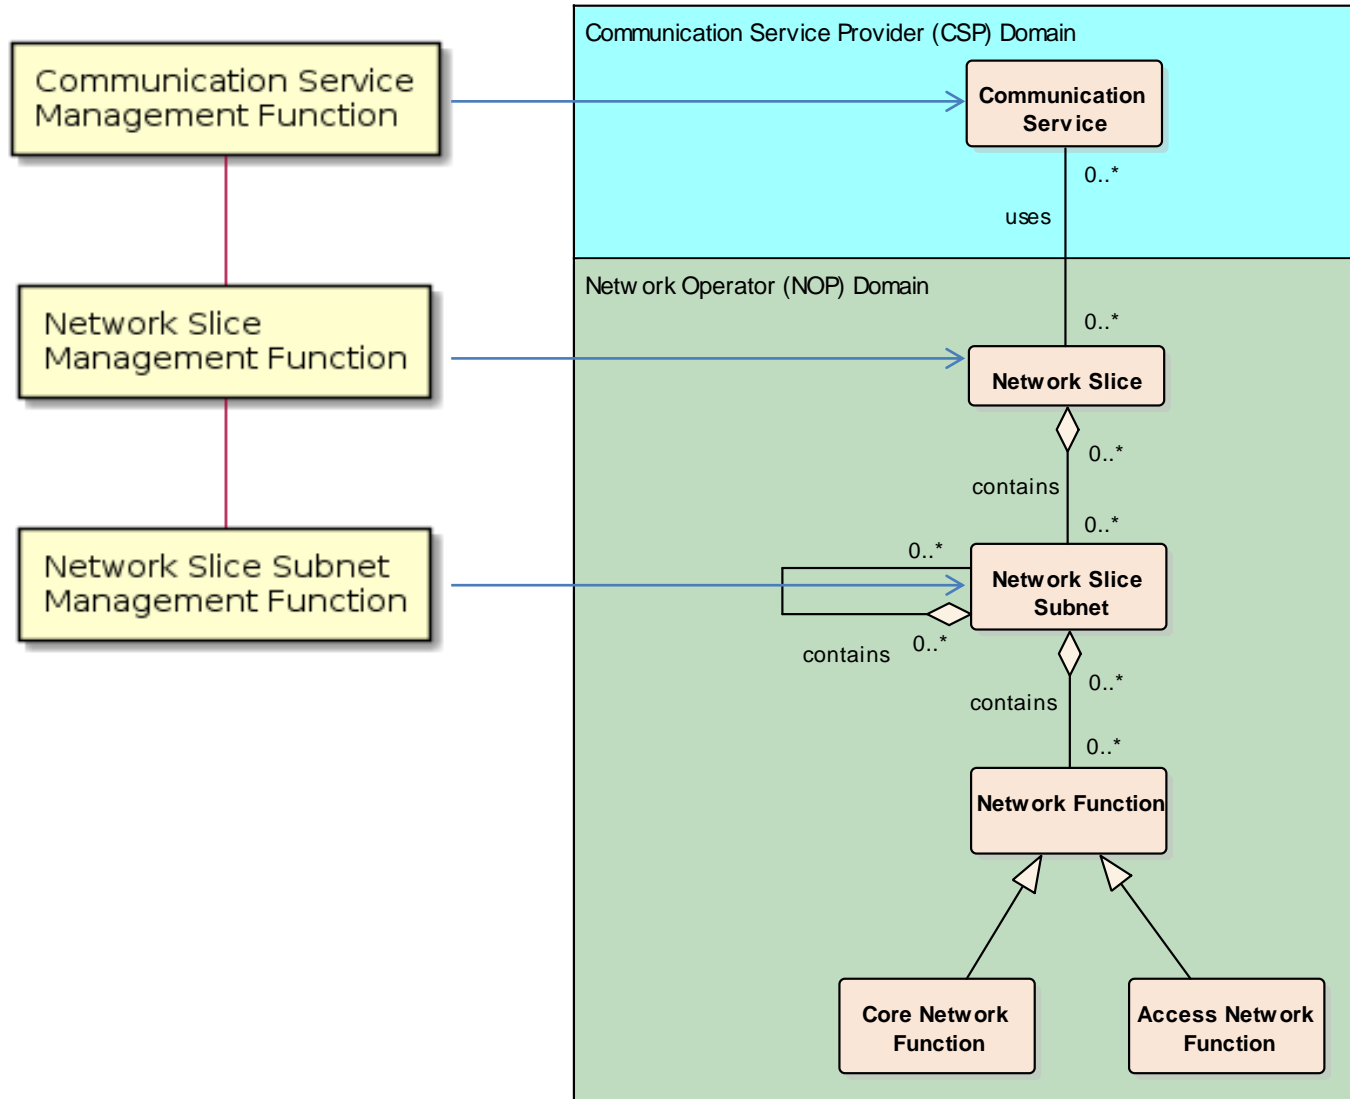 Communication Service Provider (CSP) Domain
Communication Service
Management Function
Communication
Service
0..*
uses
Network Operator (NOP) Domain
Network Slice
Management Function
0..*
Network Slice
0..*
contains
0..*
Network Slice Subnet
Management Function
0..*
Network Slice
Subnet
0..*
contains
0..*
contains
0..*
Network Function
Core Network
Function
Access Network
Function